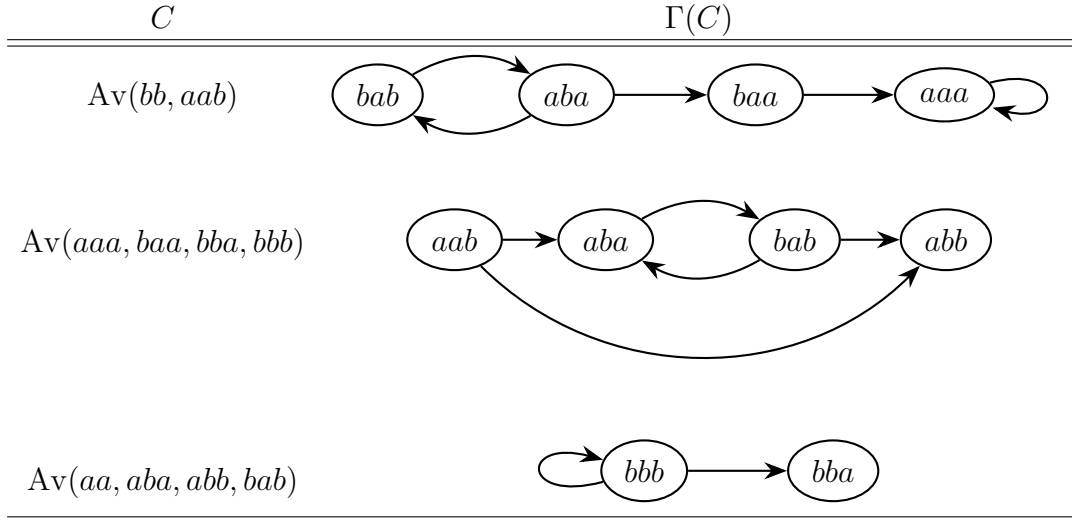 C Γ(C)
Av(bb, aab) bab aba baa aaa
Av(aaa, baa, bba, bbb) aab aba bab abb
Av(aa, aba, abb, bab) bbb bba